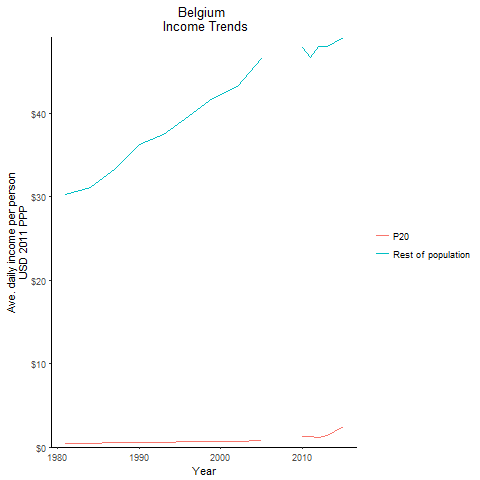 Belgium
Income Trends
Ave. daily income per person
USD 2011 PPP
$40
$30
$20
$10
$0
1980
1990
2000
2010
Year
P20
Rest of population